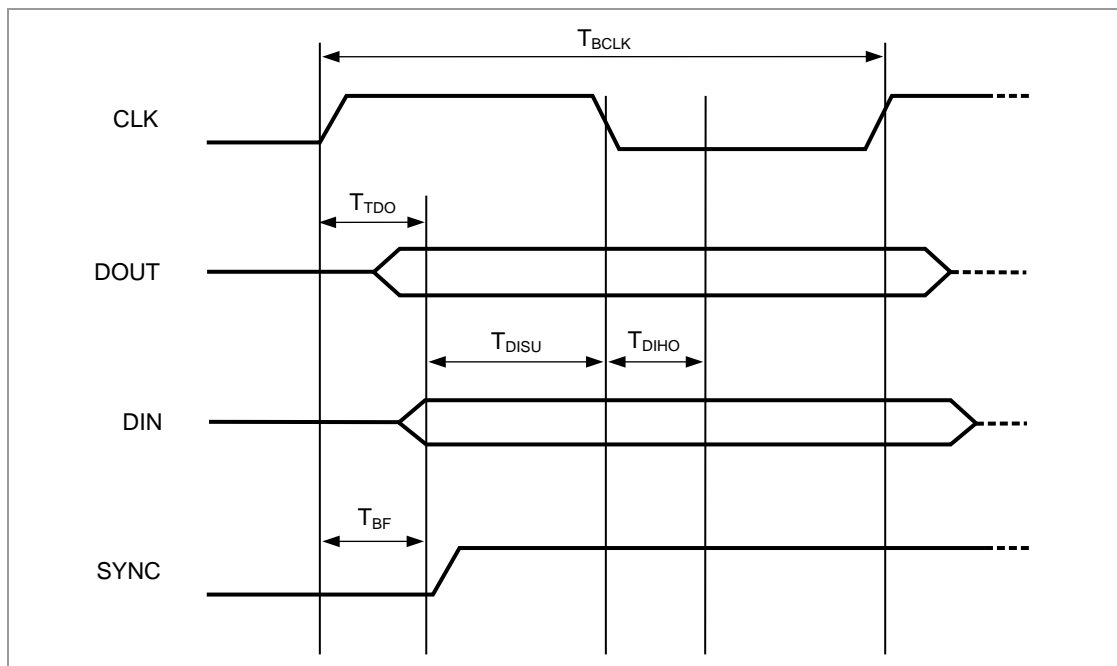 TBCLK
CLK
TTDO
DOUT
TDISU TDIHO
DIN
TBF
SYNC